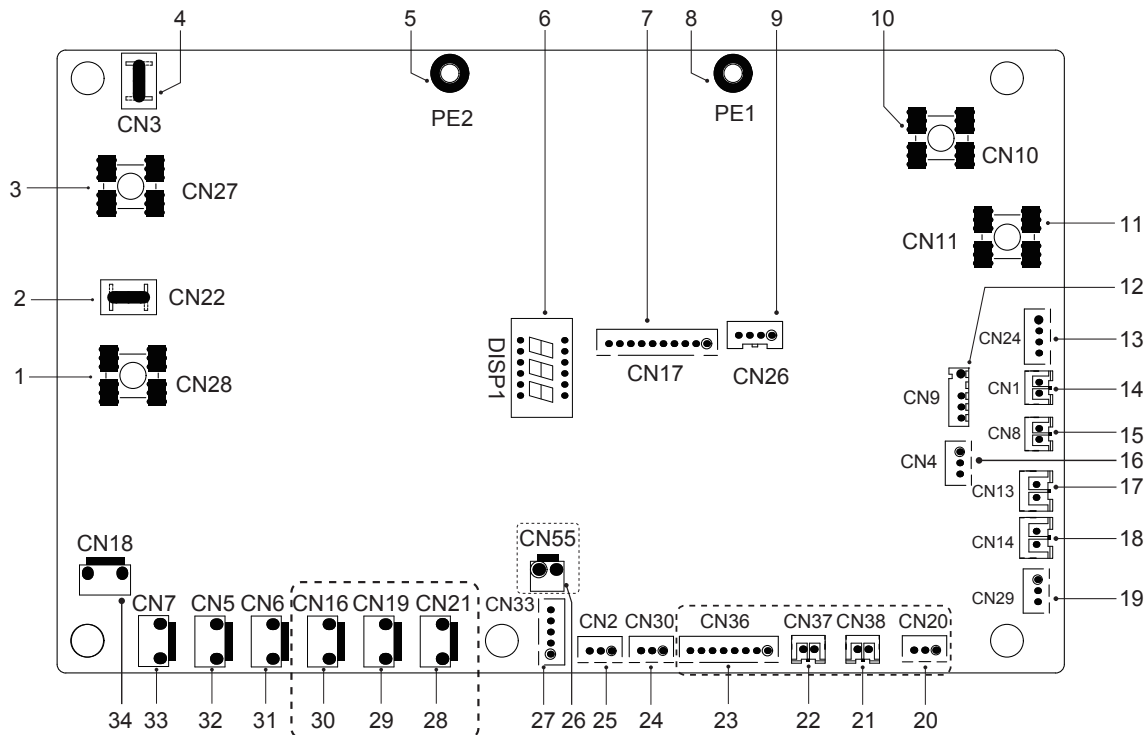 4 5 6 7 8 9 10
CN3 PE2 PE1
CN10
3 CN27
CN11 11
2 CN22
12
DISP1
CN24 13
CN17 CN26
1 CN28
CN9 CN1 14
CN8 15
CN4 16
CN13 17
CN14 18
CN29 19
CN18 CN55
CN7 CN5 CN6 CN16 CN19 CN21 CN33 CN2 CN30 CN36 CN37 CN38 CN20
34 33 32 31 30 29 28 27 26 25 24 23 22 21 20